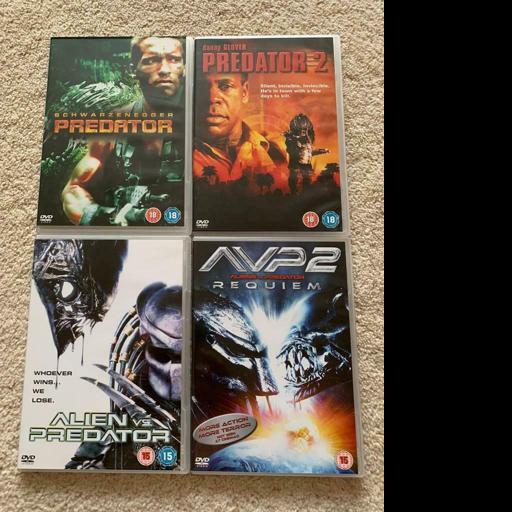 SCHWARZENEGGER
PREDATOR
DVD
18
18
Danny GLOVER
PREDATOR 2
Silent. Invisible. Invincible.
He's in town with a few
days to kill.
DVD
18
18
WHOEVER
WINS...
WE
LOSE.
ALIEN VS.
PREDATOR
DVD
15
15
AVP2
ALIENS vs PREDATOR
REQUIEM
MORE ACTION
MORE TERROR
DVD
15